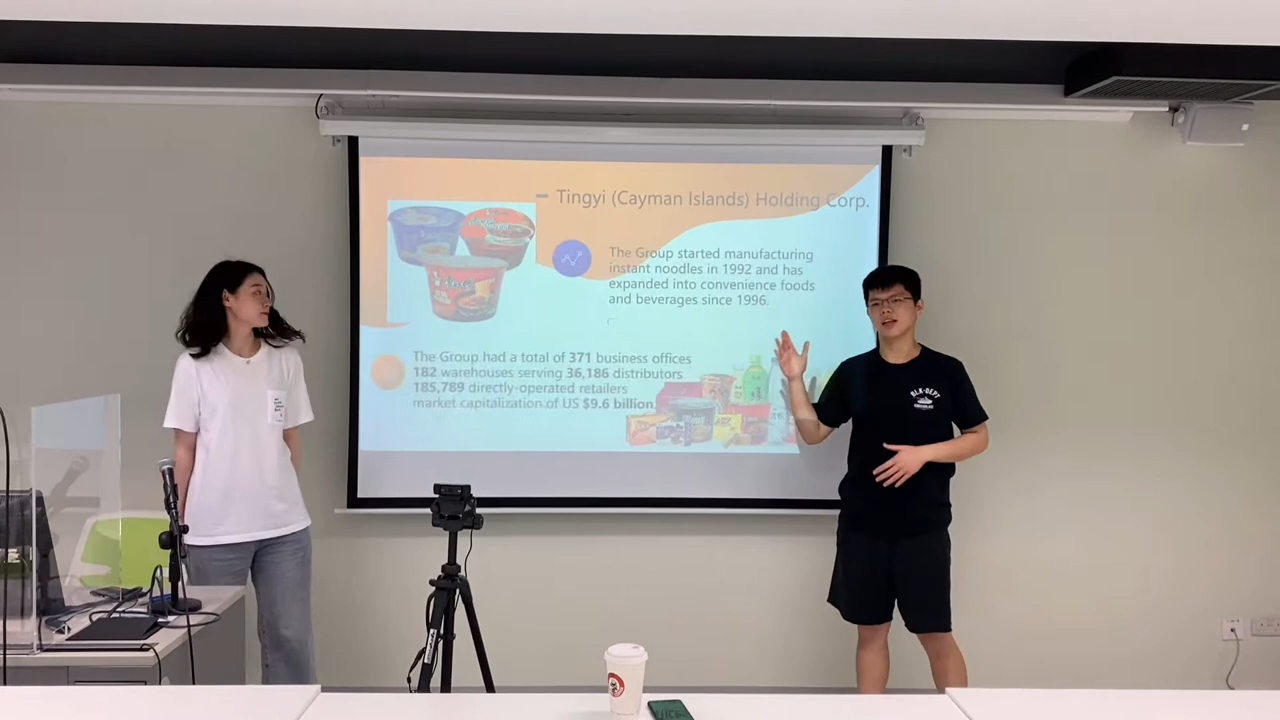 Tingyi (Cayman Islands) Holding Corp.
The Group started manufacturing
instant noodles in 1992 and has
expanded into convenience foods
and beverages since 1996.
The Group had a total of 371 business offices
182 warehouses serving 36,186 distributors
185,789 directly-operated retailers
market capitalization of US $9.6 billion.
BLK-DEPT